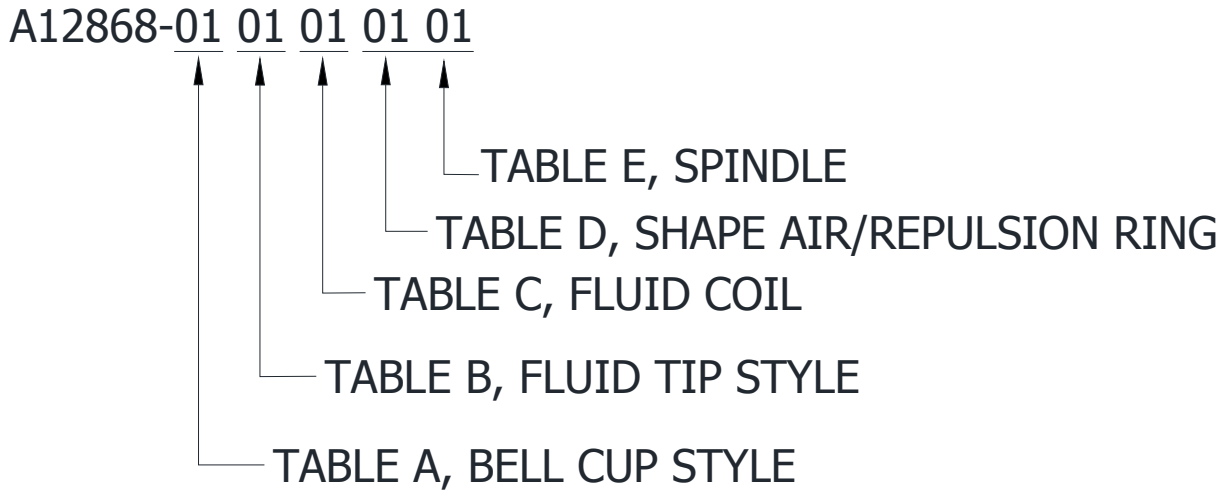 A12868-01 01 01 01 01
TABLE E, SPINDLE
TABLE D, SHAPE AIR/REPULSION RING
TABLE C, FLUID COIL
TABLE B, FLUID TIP STYLE
TABLE A, BELL CUP STYLE